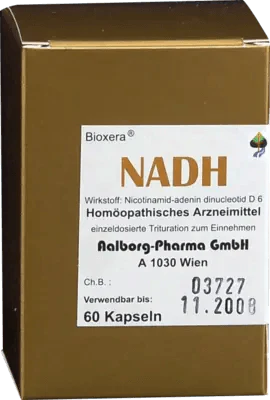 Bioxera®
NADH
Wirkstoff: Nicotinamid-adenin dinucleotid D 6
Homöopathisches Arzneimittel
einzeldosierte Trituration zum Einnehmen
Aalborg-Pharma GmbH
A 1030 Wien
Ch.B.: 03727
Verwendbar bis: 11.2008
60 Kapseln